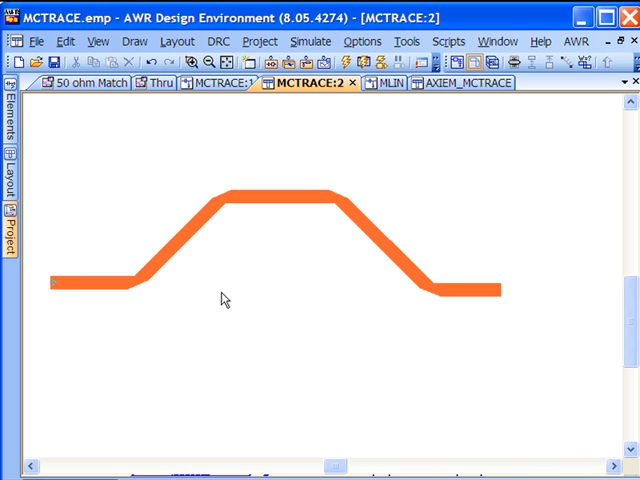 MCTRACE.emp - AWR Design Environment (8.05.4274) - [MCTRACE:2]
File Edit View Draw Layout DRC Project Simulate Options Tools Scripts Window Help AWR
50 ohm Match Thru MCTRACE:1 MCTRACE:2 MLIN AXIEM_MCTRACE
Elements
Layout
Project